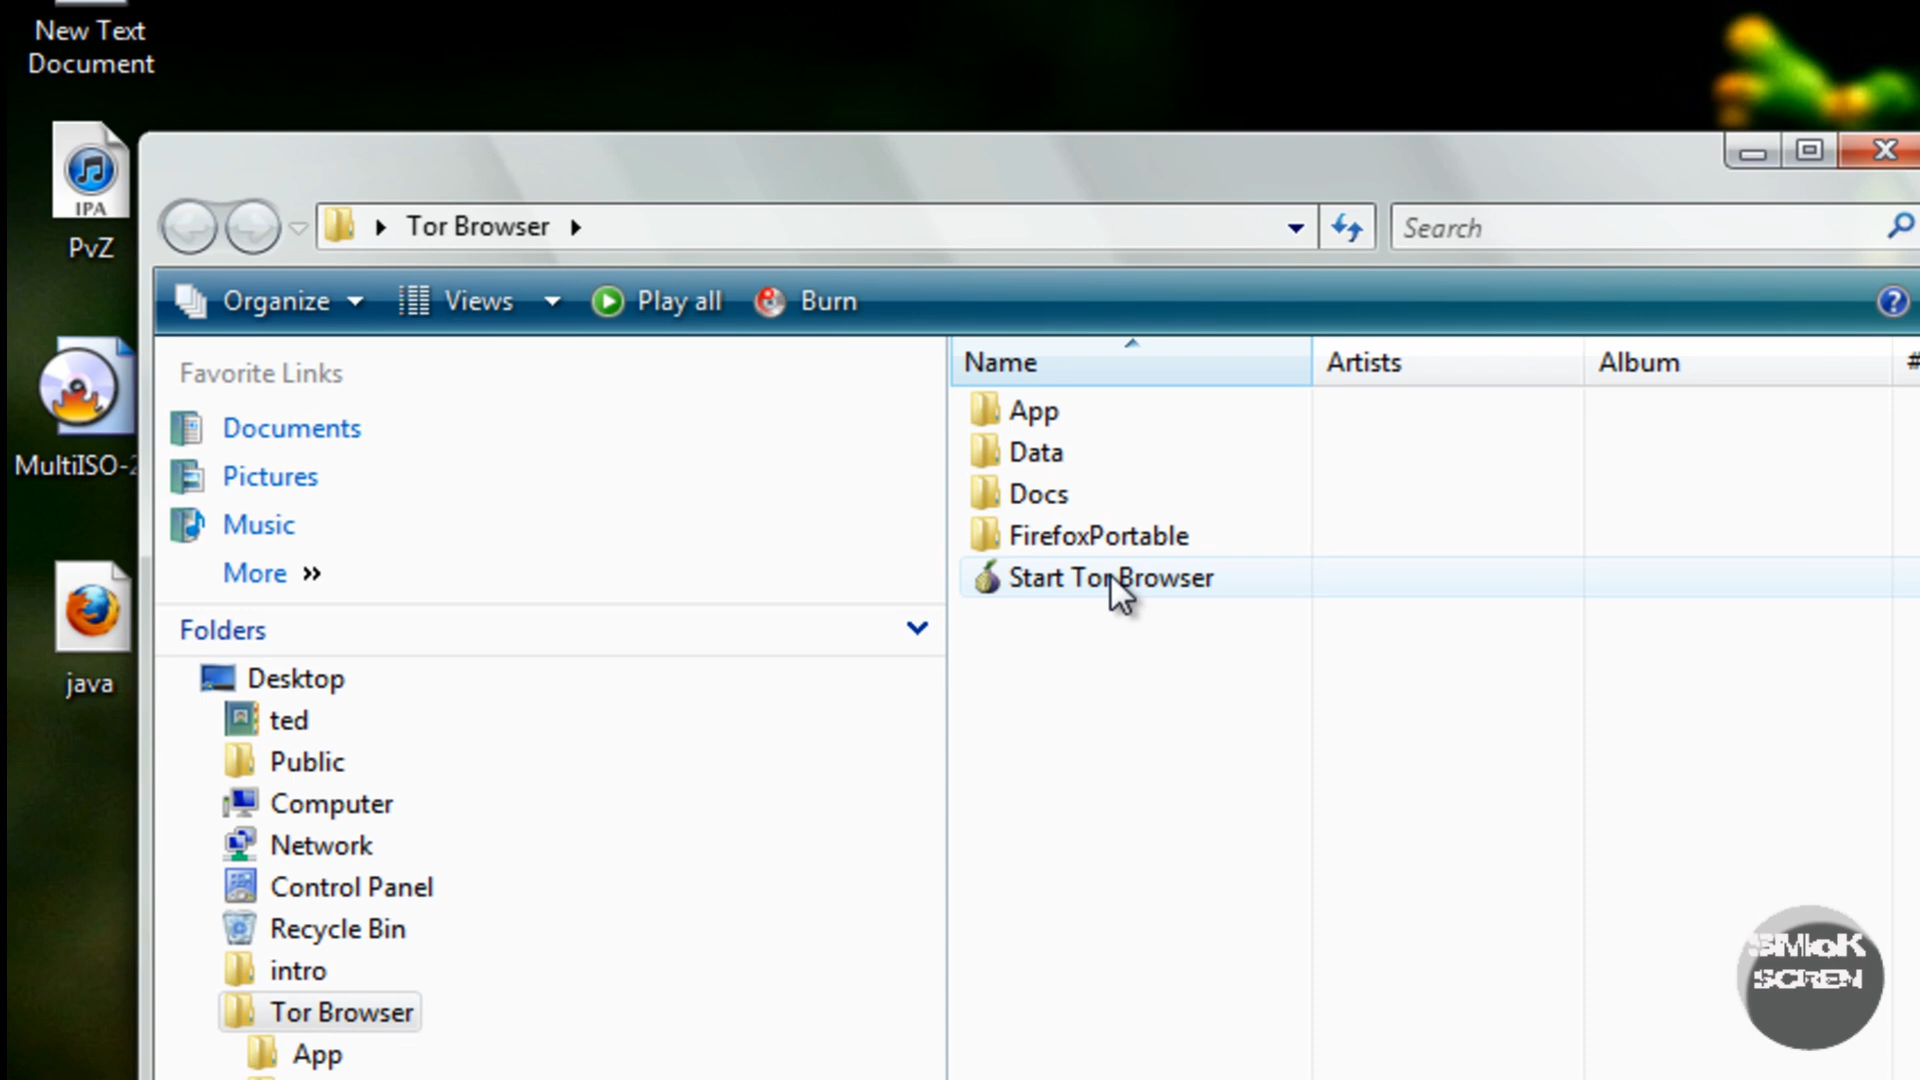 New Text
Document
IPA
PvZ
MultiISO-2
java
Tor Browser
Search
Organize
Views
Play all
Burn
Favorite Links
Documents
Pictures
Music
More
Folders
Desktop
ted
Public
Computer
Network
Control Panel
Recycle Bin
intro
Tor Browser
App
Name
Artists
Album
#
App
Data
Docs
FirefoxPortable
Start Tor Browser
SMoK
SCREN